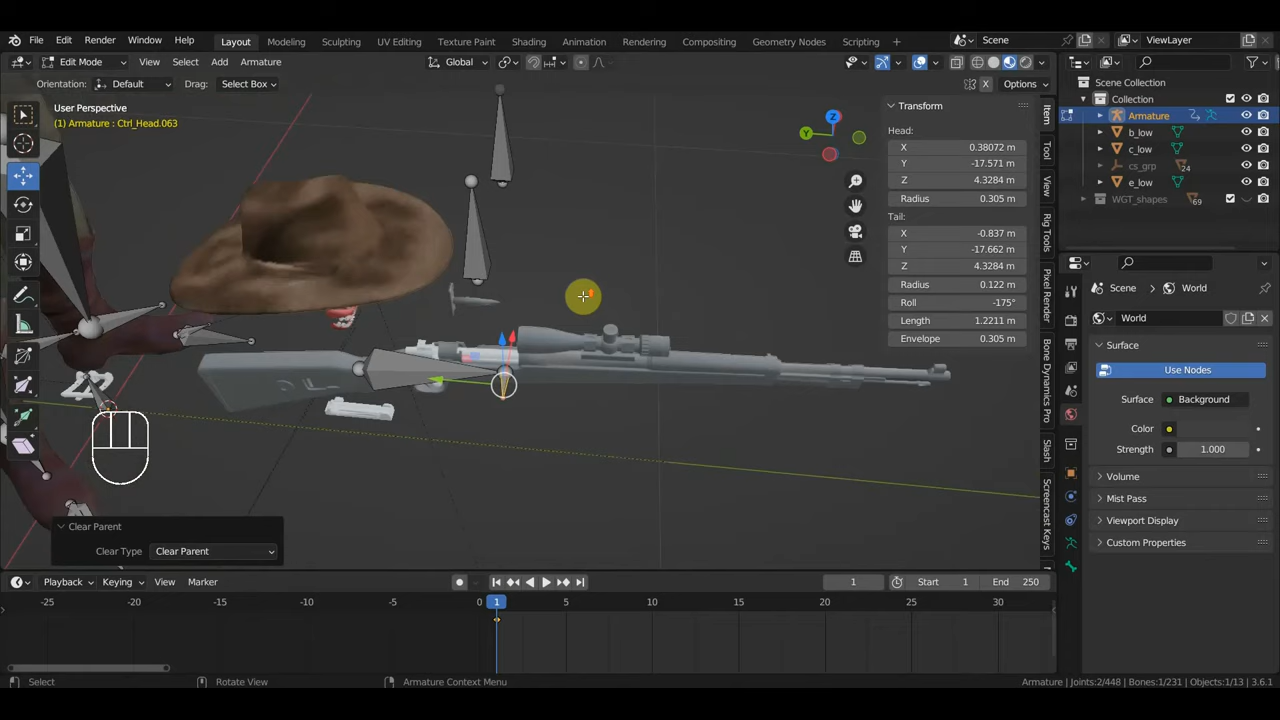 File Edit Render Window Help Layout Modeling Sculpting UV Editing Texture Paint Shading Animation Rendering Compositing Geometry Nodes Scripting + Scene ViewLayer
Edit Mode View Select Add Armature Global
Orientation: Default Drag: Select Box X Options
User Perspective
(1) Armature : Ctrl_Head.063
Z
Y
Transform
Head:
X 0.38072 m
Y -17.571 m
Z 4.3284 m
Radius 0.305 m
Tail:
X -0.837 m
Y -17.662 m
Z 4.3284 m
Radius 0.122 m
Roll -175°
Length 1.2211 m
Envelope 0.305 m
Item
Tool
View
Rig Tools
Pixel Render
Bone Dynamics Pro
Slash
Screencast Keys
Scene Collection
Collection
Armature
b_low
c_low
cs_grp 24
e_low
WGT_shapes 69
Scene World
World
Surface
Use Nodes
Surface Background
Color
Strength 1.000
Volume
Mist Pass
Viewport Display
Custom Properties
Clear Parent
Clear Type Clear Parent
Playback Keying View Marker 1 Start 1 End 250
-25 -20 -15 -10 -5 0 1 5 10 15 20 25 30
Select Rotate View Armature Context Menu Armature | Joints:2/448 | Bones:1/231 | Objects:1/13 | 3.6.1